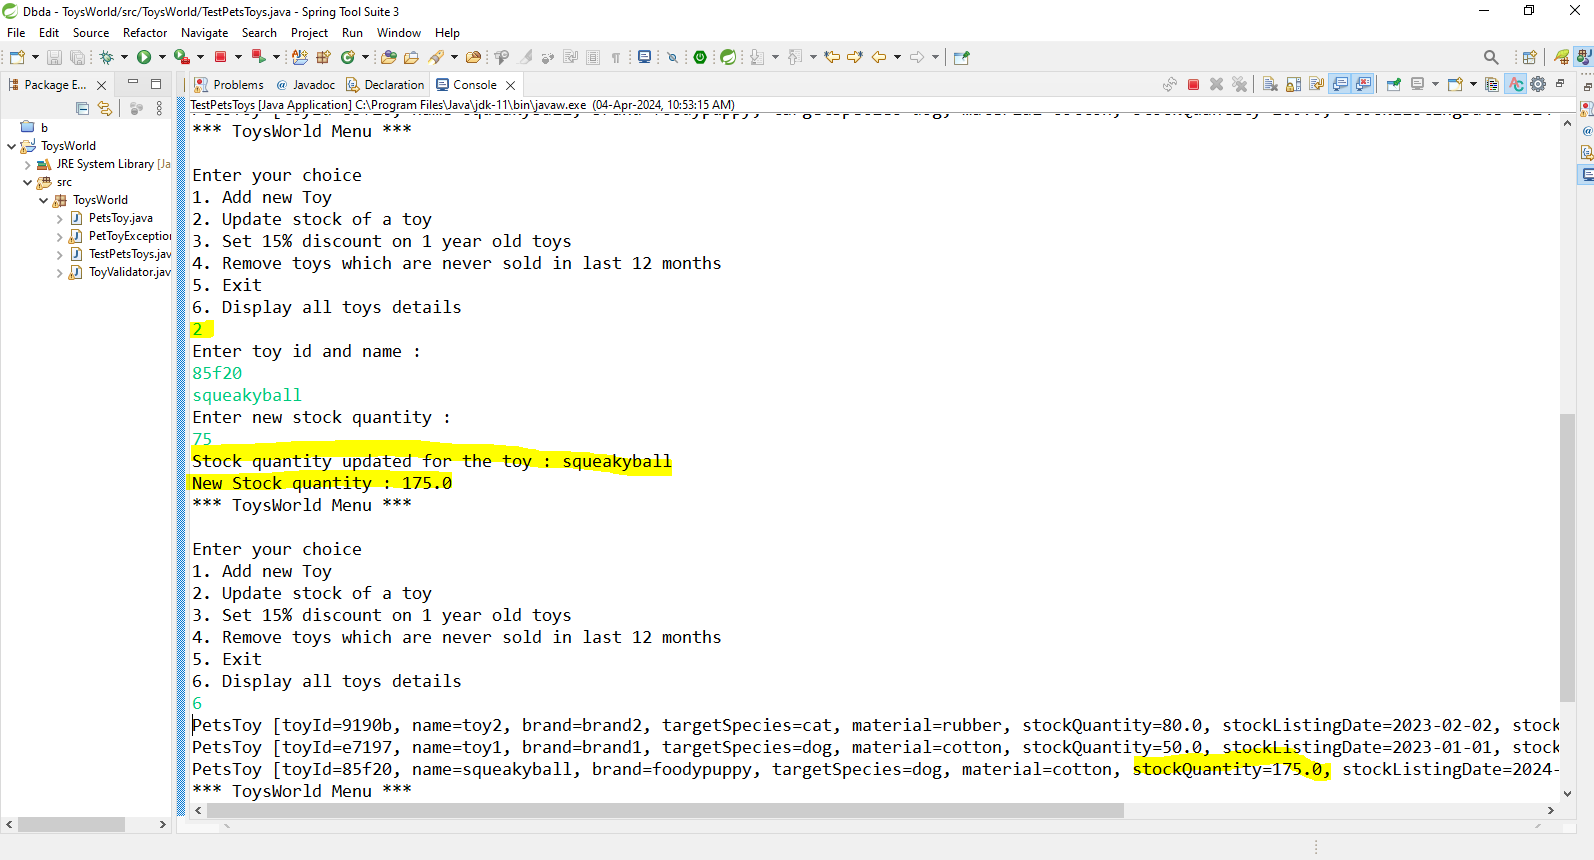 Dbda - ToysWorld/src/ToysWorld/TestPetsToys.java - Spring Tool Suite 3
File Edit Source Refactor Navigate Search Project Run Window Help
Package E...
Problems @ Javadoc Declaration Console
TestPetsToys [Java Application] C:\Program Files\Java\jdk-11\bin\javaw.exe (04-Apr-2024, 10:53:15 AM)
b
ToysWorld
JRE System Library [Ja
src
ToysWorld
PetsToy.java
PetToyException
TestPetsToys.jav
ToyValidator.jav
*** ToysWorld Menu ***
Enter your choice
1. Add new Toy
2. Update stock of a toy
3. Set 15% discount on 1 year old toys
4. Remove toys which are never sold in last 12 months
5. Exit
6. Display all toys details
2
Enter toy id and name :
85f20
squeakyball
Enter new stock quantity :
75
Stock quantity updated for the toy : squeakyball
New Stock quantity : 175.0
*** ToysWorld Menu ***
Enter your choice
1. Add new Toy
2. Update stock of a toy
3. Set 15% discount on 1 year old toys
4. Remove toys which are never sold in last 12 months
5. Exit
6. Display all toys details
6
PetsToy [toyId=9190b, name=toy2, brand=brand2, targetSpecies=cat, material=rubber, stockQuantity=80.0, stockListingDate=2023-02-02, stock
PetsToy [toyId=e7197, name=toy1, brand=brand1, targetSpecies=dog, material=cotton, stockQuantity=50.0, stockListingDate=2023-01-01, stock
PetsToy [toyId=85f20, name=squeakyball, brand=foodypuppy, targetSpecies=dog, material=cotton, stockQuantity=175.0, stockListingDate=2024-
*** ToysWorld Menu ***